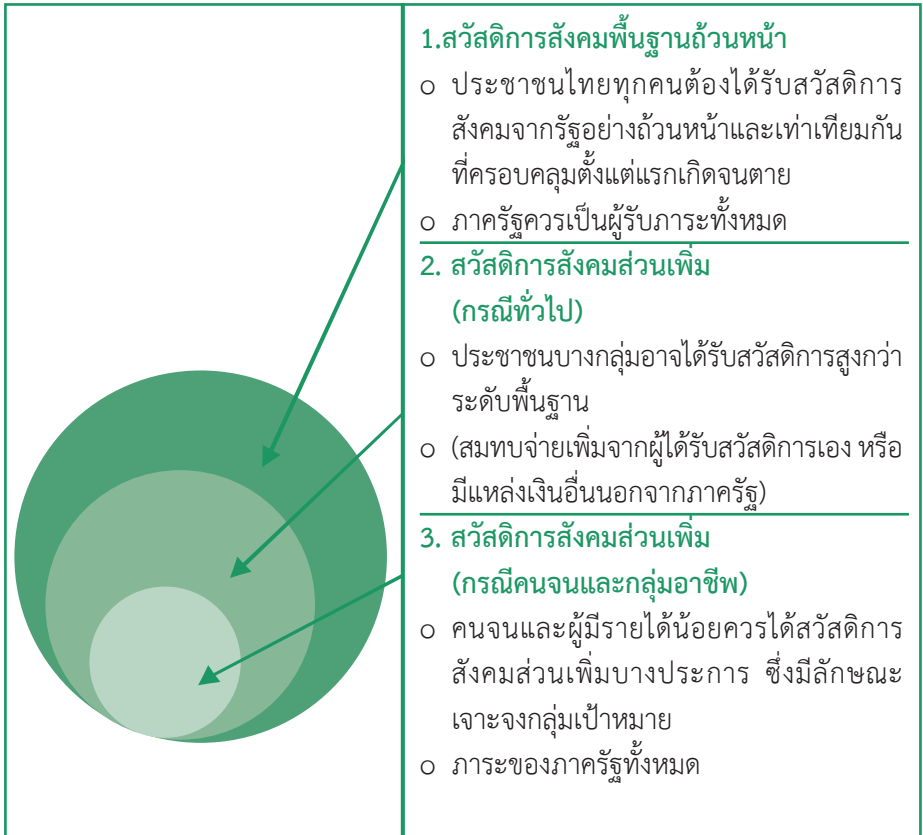 1.สวัสดิการสังคมพื้นฐานถ้วนหน้า
o ประชาชนไทยทุกคนต้องได้รับสวัสดิการ
สังคมจากรัฐอย่างถ้วนหน้าและเท่าเทียมกัน
ที่ครอบคลุมตั้งแต่แรกเกิดจนตาย
o ภาครัฐควรเป็นผู้รับภาระทั้งหมด
2. สวัสดิการสังคมส่วนเพิ่ม
(กรณีทั่วไป)
o ประชาชนบางกลุ่มอาจได้รับสวัสดิการสูงกว่า
ระดับพื้นฐาน
o (สมทบจ่ายเพิ่มจากผู้ได้รับสวัสดิการเอง หรือ
มีแหล่งเงินอื่นนอกจากภาครัฐ)
3. สวัสดิการสังคมส่วนเพิ่ม
(กรณีคนจนและกลุ่มอาชีพ)
o คนจนและผู้มีรายได้น้อยควรได้สวัสดิการ
สังคมส่วนเพิ่มบางประการ ซึ่งมีลักษณะ
เจาะจงกลุ่มเป้าหมาย
o ภาระของภาครัฐทั้งหมด